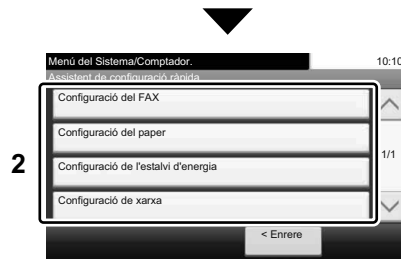 Menú del Sistema/Comptador.
10:10
Assistent de configuració ràpida
Configuració del FAX
Configuració del paper
1/1
2
Configuració de l'estalvi d'energia
Configuració de xarxa
< Enrere